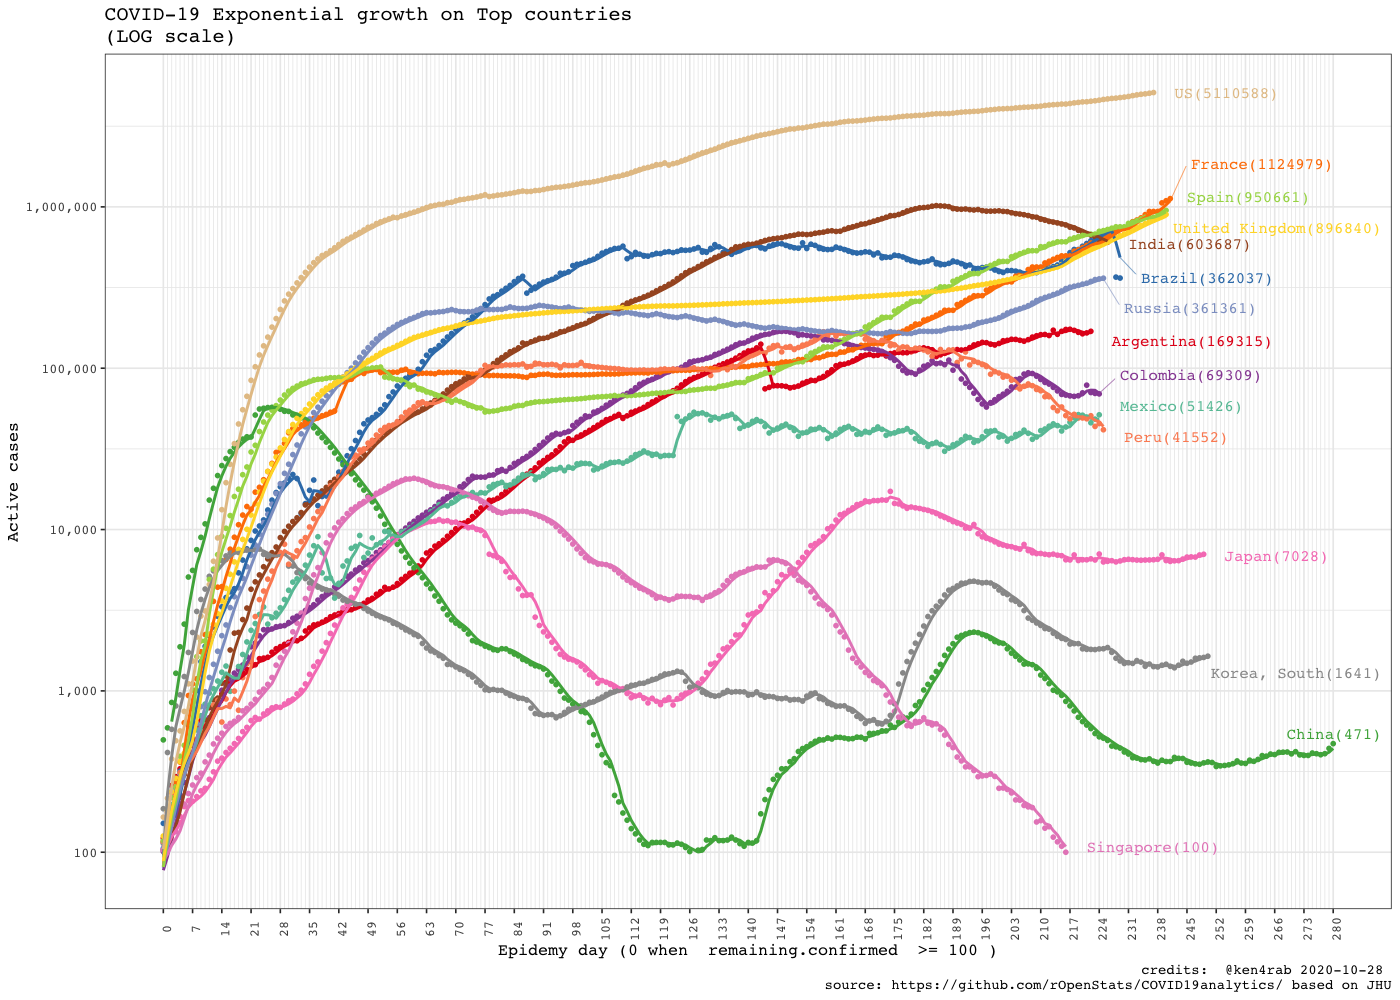 COVID-19 Exponential growth on Top countries
(LOG scale)
Active cases
1,000,000
100,000
10,000
1,000
100
US(5110588)
France(1124979)
Spain(950661)
United Kingdom(896840)
India(603687)
Brazil(362037)
Russia(361361)
Argentina(169315)
Colombia(69309)
Mexico(51426)
Peru(41552)
Japan(7028)
Korea, South(1641)
China(471)
Singapore(100)
0 7 14 21 28 35 42 49 56 63 70 77 84 91 98 105 112 119 126 133 140 147 154 161 168 175 182 189 196 203 210 217 224 231 238 245 252 259 266 273 280
Epidemy day (0 when  remaining.confirmed  >= 100 )
credits:  @ken4rab 2020-10-28
source: https://github.com/rOpenStats/COVID19analytics/ based on JHU